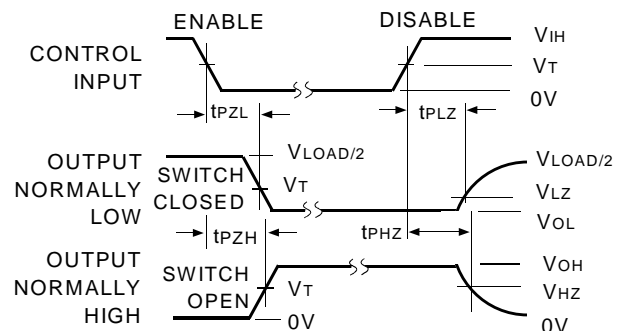 ENABLE
DISABLE
CONTROL
INPUT
VIH
VT
0V
tPZL
tPLZ
OUTPUT
NORMALLY
LOW
SWITCH
CLOSED
VLOAD/2
VT
VLOAD/2
VLZ
VOL
tPZH
tPHZ
OUTPUT
NORMALLY
HIGH
SWITCH
OPEN
VT
0V
VOH
VHZ
0V